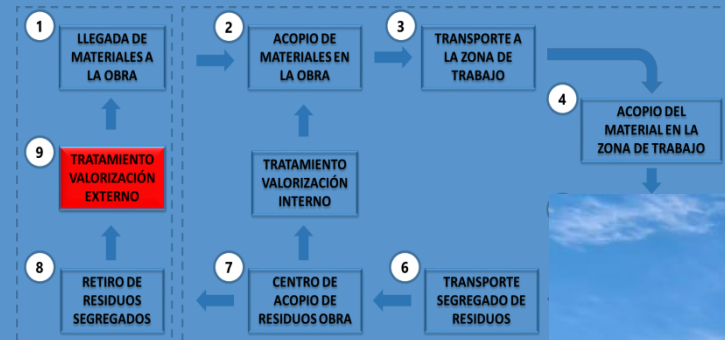 1
LLEGADA DE
MATERIALES A
LA OBRA
2
ACOPIO DE
MATERIALES EN
LA OBRA
3
TRANSPORTE A
LA ZONA DE
TRABAJO
4
ACOPIO DEL
MATERIAL EN LA
ZONA DE TRABAJO
9
TRATAMIENTO
VALORIZACIÓN
EXTERNO
TRATAMIENTO
VALORIZACIÓN
INTERNO
8
RETIRO DE
RESIDUOS
SEGREGADOS
7
CENTRO DE
ACOPIO DE
RESIDUOS OBRA
6
TRANSPORTE
SEGREGADO DE
RESIDUOS